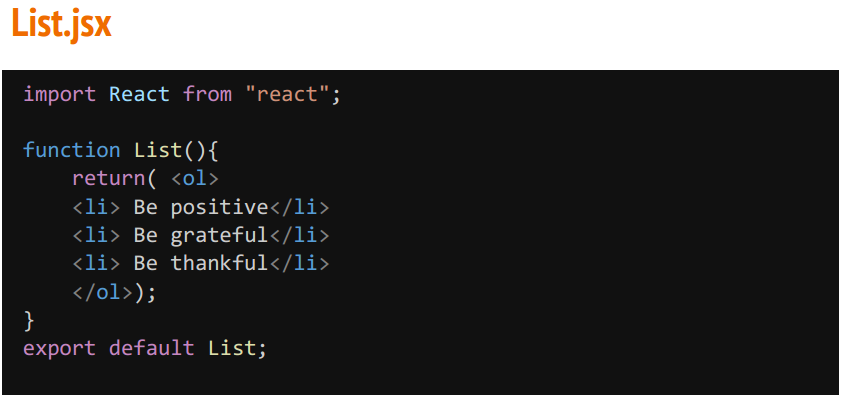 List.jsx
import React from "react";
function List(){
    return( <ol>
    <li> Be positive</li>
    <li> Be grateful</li>
    <li> Be thankful</li>
    </ol>);
}
export default List;